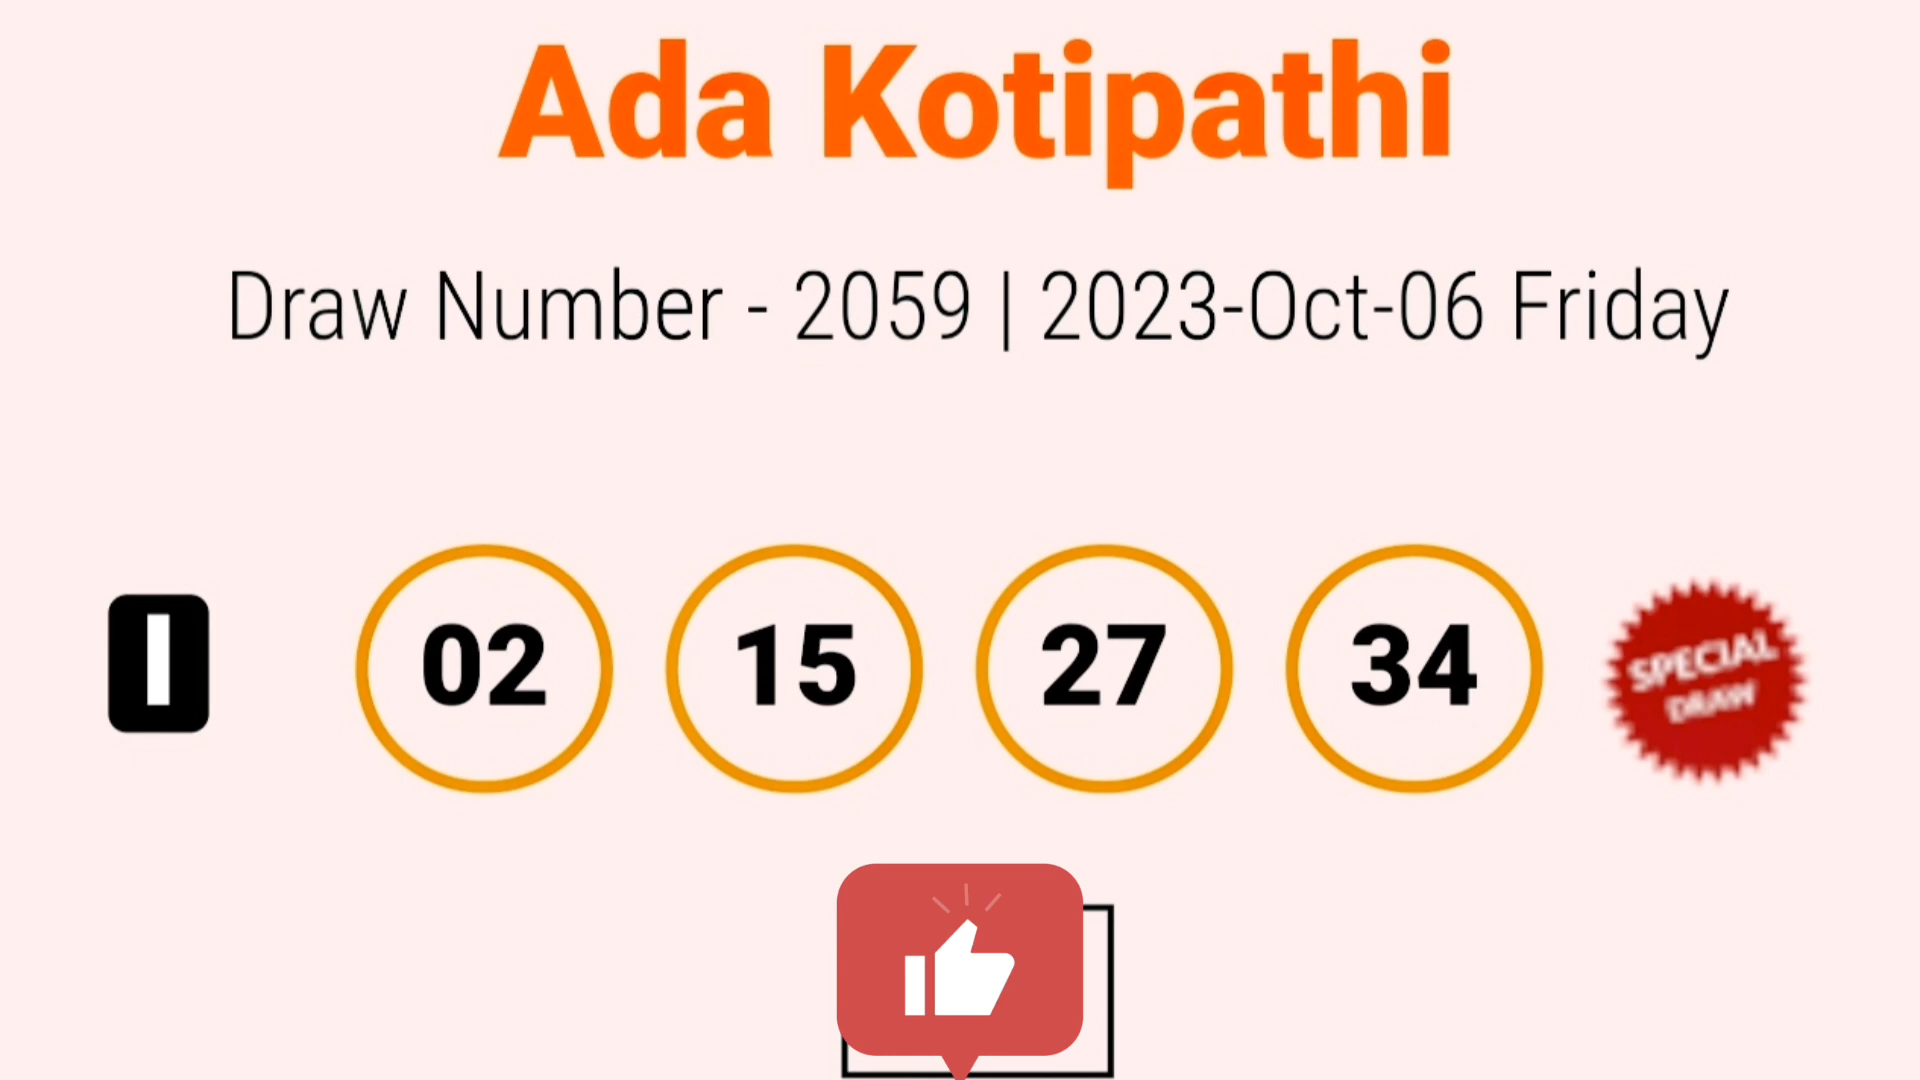 Ada Kotipathi
Draw Number - 2059 | 2023-Oct-06 Friday
I 02 15 27 34
SPECIAL
DRAW